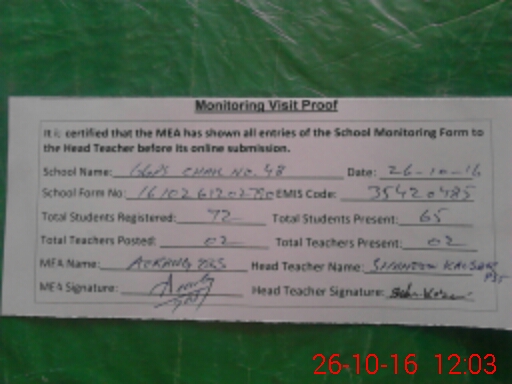 Monitoring Visit Proof
It is certified that the MEA has shown all entries of the School Monitoring Form to
the Head Teacher before its online submission.
School Name: GGPS CHAK NO. 48 Date: 26-10-16
School Form No: EMIS Code: 35420485
Total Students Registered: 72 Total Students Present: 65
Total Teachers Posted: 02 Total Teachers Present: 02
MEA Name: Head Teacher Name: KAUSAR
PST
MEA Signature: Head Teacher Signature:
26-10-16 12:03